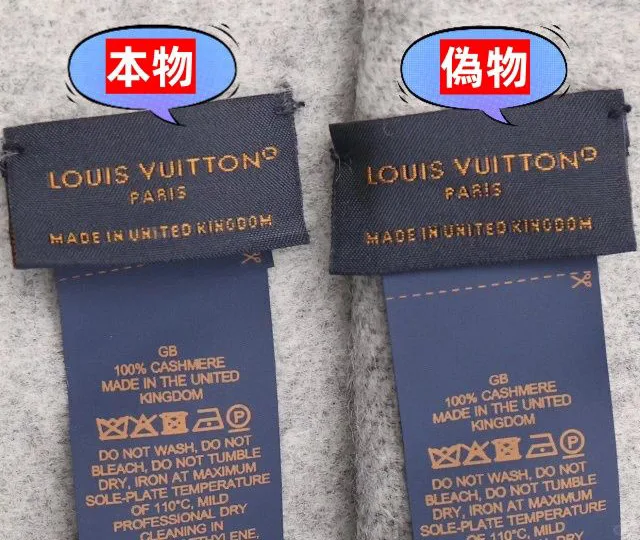 本物
LOUIS VUITTON®
PARIS
MADE IN UNITED KINGDOM
GB
100% CASHMERE
MADE IN THE UNITED
KINGDOM
DO NOT WASH, DO NOT
BLEACH, DO NOT TUMBLE
DRY, IRON AT MAXIMUM
SOLE-PLATE TEMPERATURE
OF 110°C, MILD
PROFESSIONAL DRY
CLEANING IN
偽物
LOUIS VUITTON®
PARIS
MADE IN UNITED KINGDOM
GB
100% CASHMERE
MADE IN THE UNITED
KINGDOM
DO NOT WASH, DO NOT
BLEACH, DO NOT TUMBLE
DRY, IRON AT MAXIMUM
SOLE-PLATE TEMPERATURE
OF 110°C, MILD
PROFESSIONAL DRY